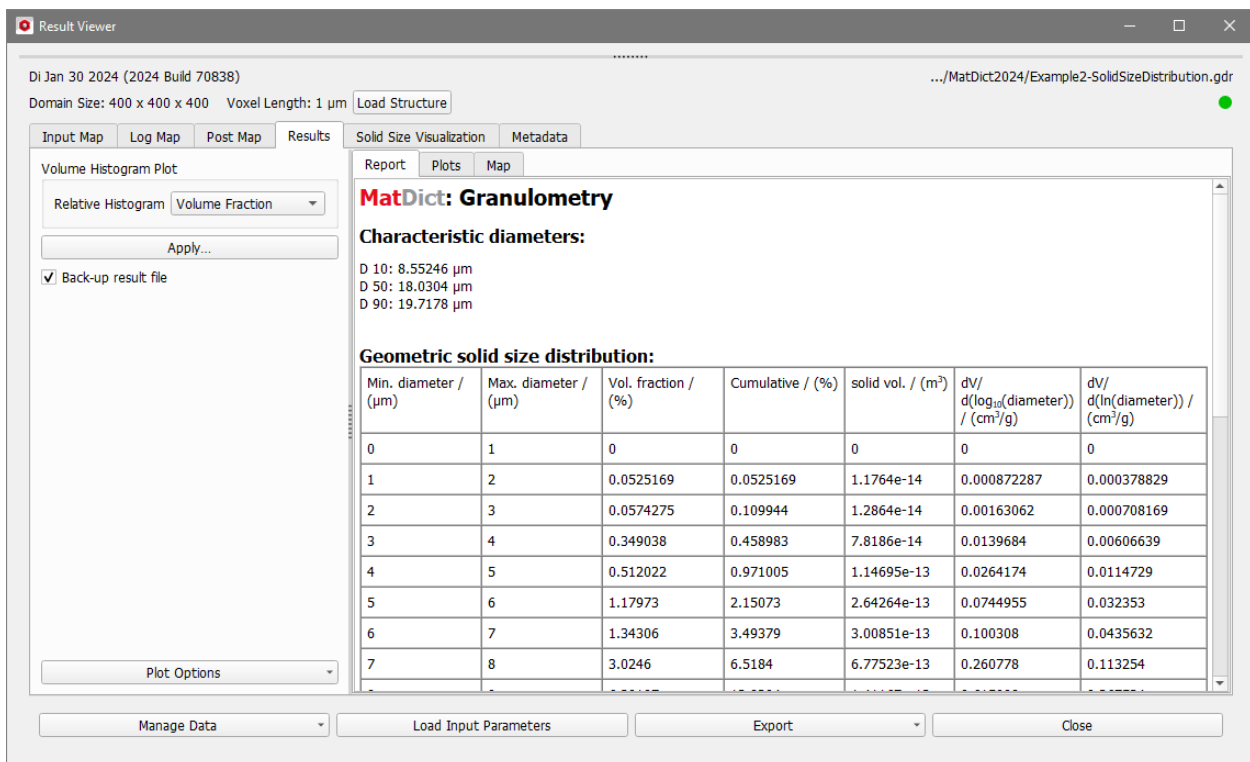 Result Viewer
Di Jan 30 2024 (2024 Build 70838)
.../MatDict2024/Example2-SolidSizeDistribution.gdr
Domain Size: 400 x 400 x 400 Voxel Length: 1 µm Load Structure
Input Map Log Map Post Map Results Solid Size Visualization Metadata
Volume Histogram Plot
Relative Histogram Volume Fraction
Apply...
Back-up result file
Plot Options
Report Plots Map
MatDict: Granulometry
Characteristic diameters:
D 10: 8.55246 µm
D 50: 18.0304 µm
D 90: 19.7178 µm
Geometric solid size distribution:
Min. diameter / (µm) Max. diameter / (µm) Vol. fraction / (%) Cumulative / (%) solid vol. / (m³) dV/ d(log₁₀(diameter)) / (cm³/g) dV/ d(ln(diameter)) / (cm³/g)
0 1 0 0 0 0 0
1 2 0.0525169 0.0525169 1.1764e-14 0.000872287 0.000378829
2 3 0.0574275 0.109944 1.2864e-14 0.00163062 0.000708169
3 4 0.349038 0.458983 7.8186e-14 0.0139684 0.00606639
4 5 0.512022 0.971005 1.14695e-13 0.0264174 0.0114729
5 6 1.17973 2.15073 2.64264e-13 0.0744955 0.032353
6 7 1.34306 3.49379 3.00851e-13 0.100308 0.0435632
7 8 3.0246 6.5184 6.77523e-13 0.260778 0.113254
Manage Data Load Input Parameters Export Close